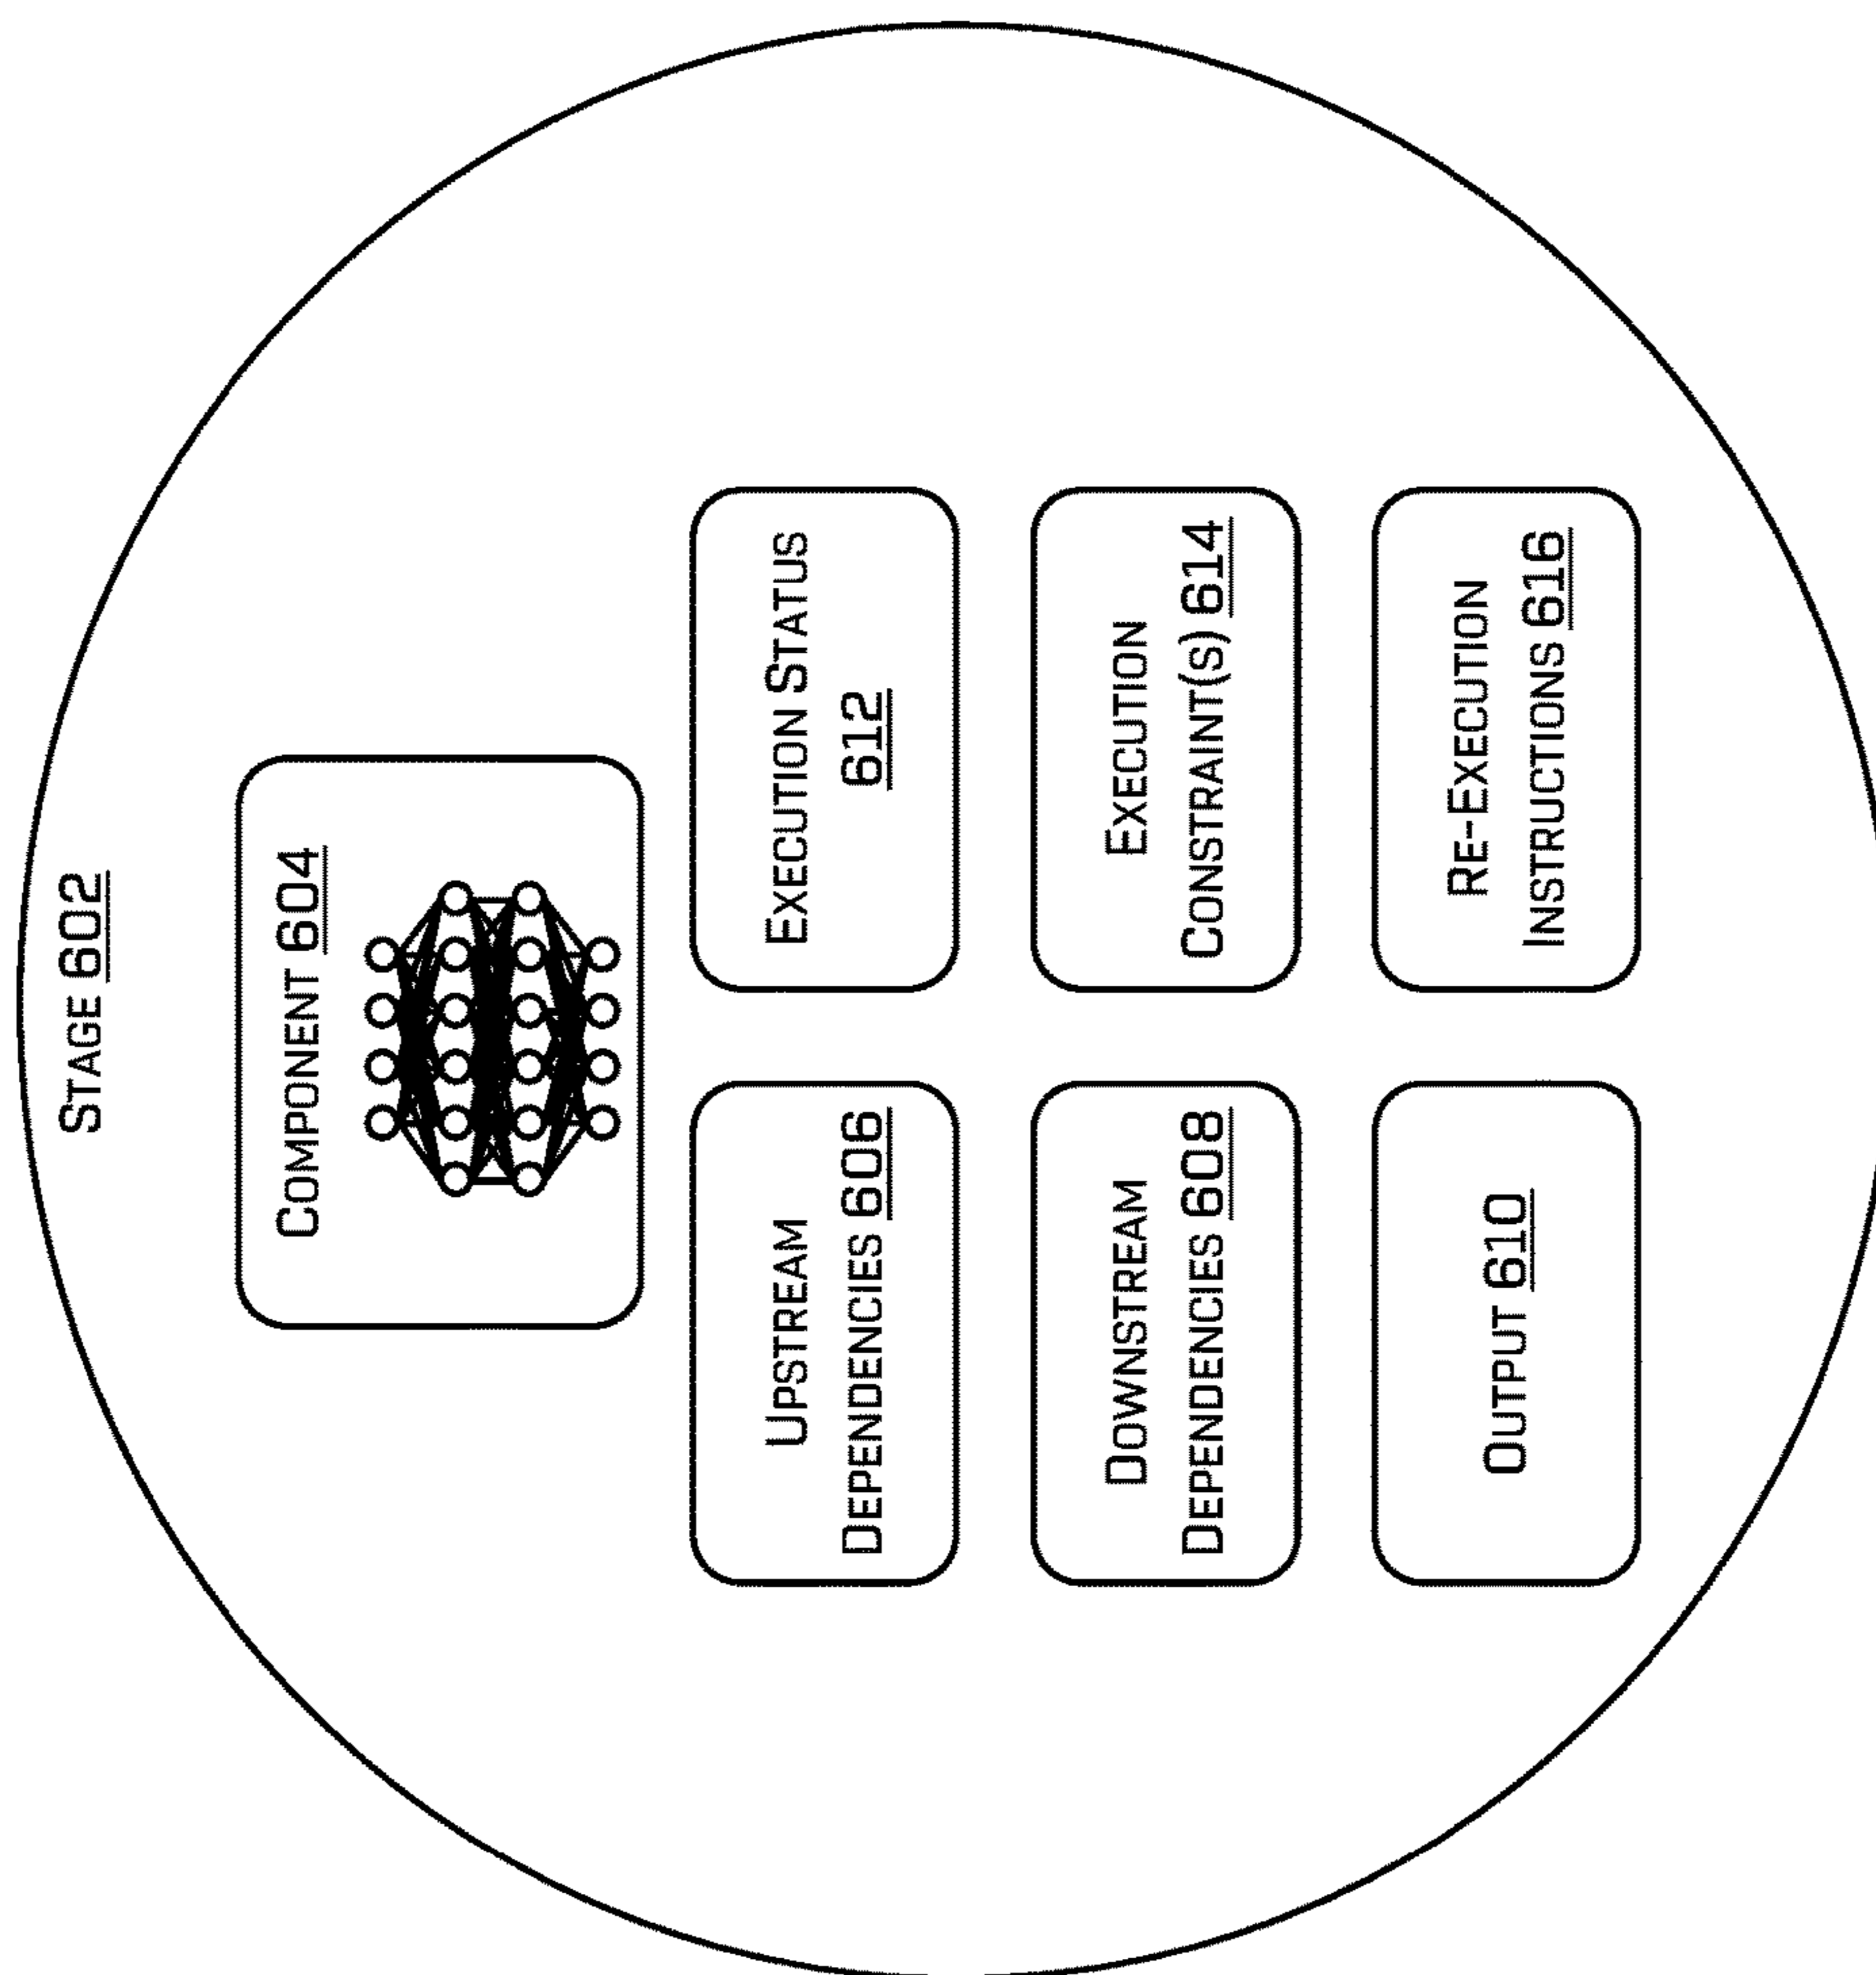 STAGE 602
COMPONENT 604
UPSTREAM
DEPENDENCIES 606
EXECUTION STATUS
612
DOWNSTREAM
DEPENDENCIES 608
EXECUTION
CONSTRAINT(S) 614
OUTPUT 610
RE-EXECUTION
INSTRUCTIONS 616